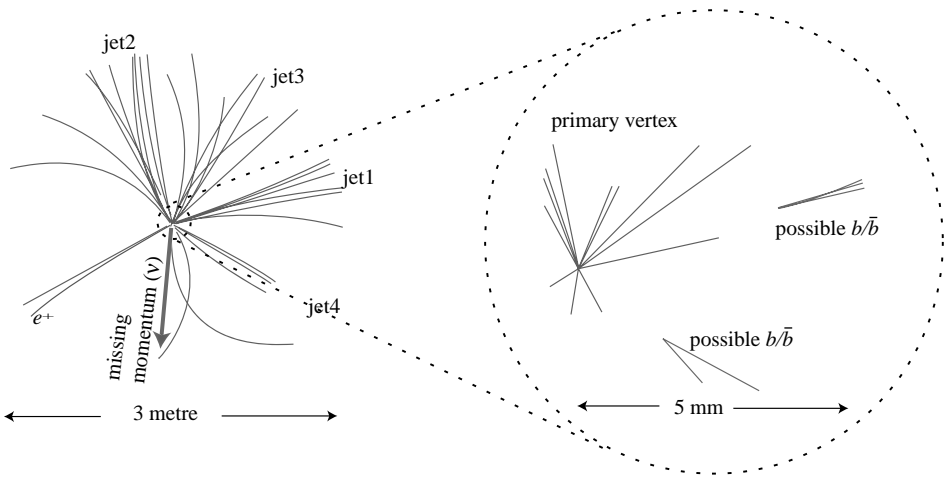 jet2
jet3
jet1
jet4
e⁺
missing
momentum (ν)
3 metre
primary vertex
possible b/b̄
possible b/b̄
5 mm